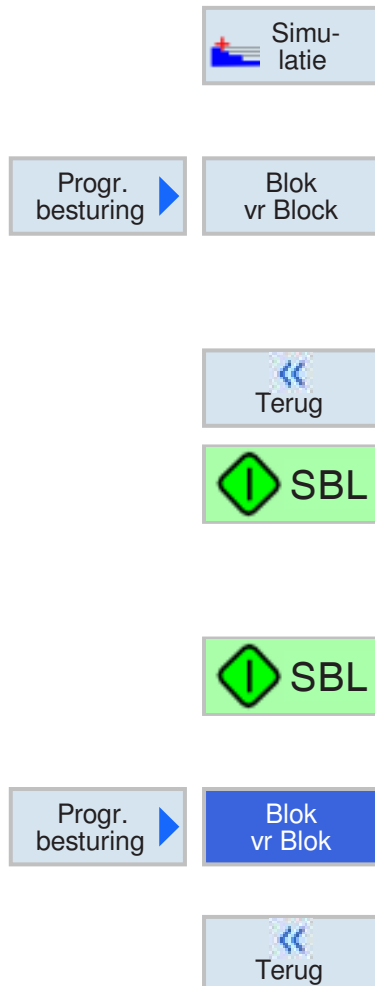 Simu-
latie
Progr.
besturing
Blok
vr Block
Terug
SBL
SBL
Progr.
besturing
Blok
vr Blok
Terug